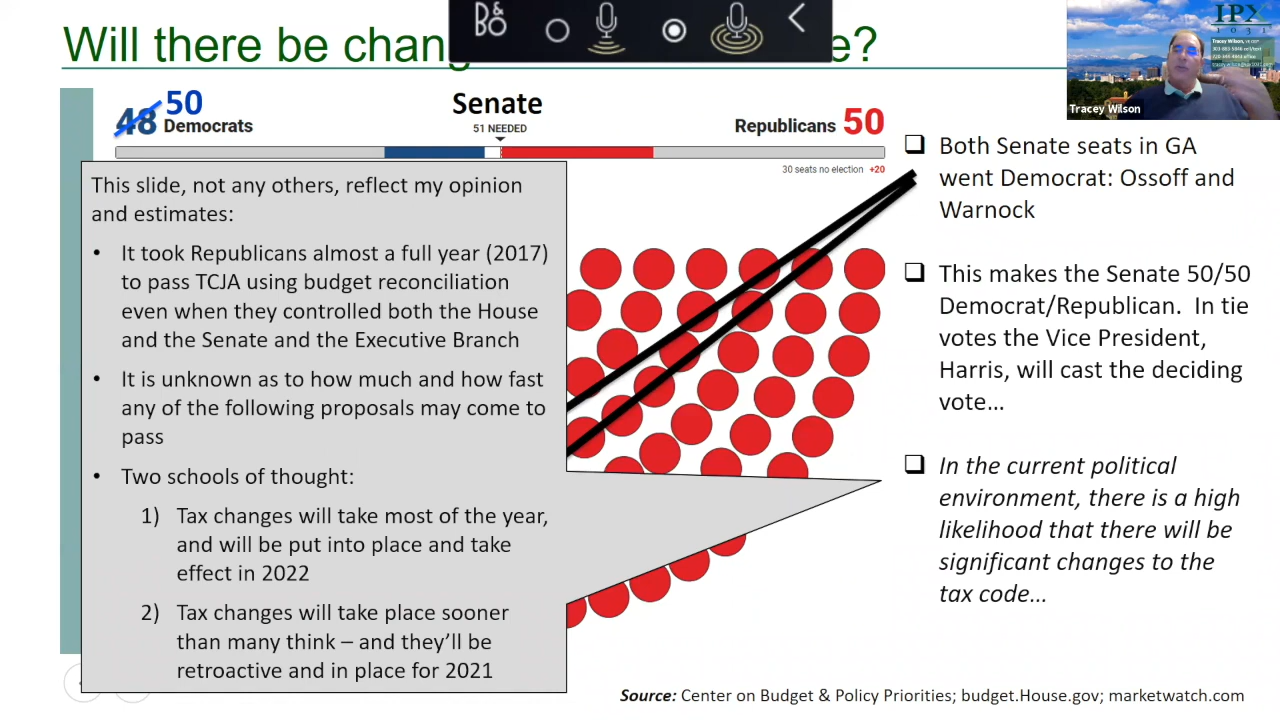 Will there be chang
e?
B&O
IPX
1031
Tracey Wilson
48 50
Democrats
Senate
51 NEEDED
Republicans 50
30 seats no election +20
This slide, not any others, reflect my opinion
and estimates:
• It took Republicans almost a full year (2017)
to pass TCJA using budget reconciliation
even when they controlled both the House
and the Senate and the Executive Branch
• It is unknown as to how much and how fast
any of the following proposals may come to
pass
• Two schools of thought:
1) Tax changes will take most of the year,
and will be put into place and take
effect in 2022
2) Tax changes will take place sooner
than many think – and they’ll be
retroactive and in place for 2021
Both Senate seats in GA
went Democrat: Ossoff and
Warnock
This makes the Senate 50/50
Democrat/Republican. In tie
votes the Vice President,
Harris, will cast the deciding
vote…
In the current political
environment, there is a high
likelihood that there will be
significant changes to the
tax code…
Source: Center on Budget & Policy Priorities; budget.House.gov; marketwatch.com